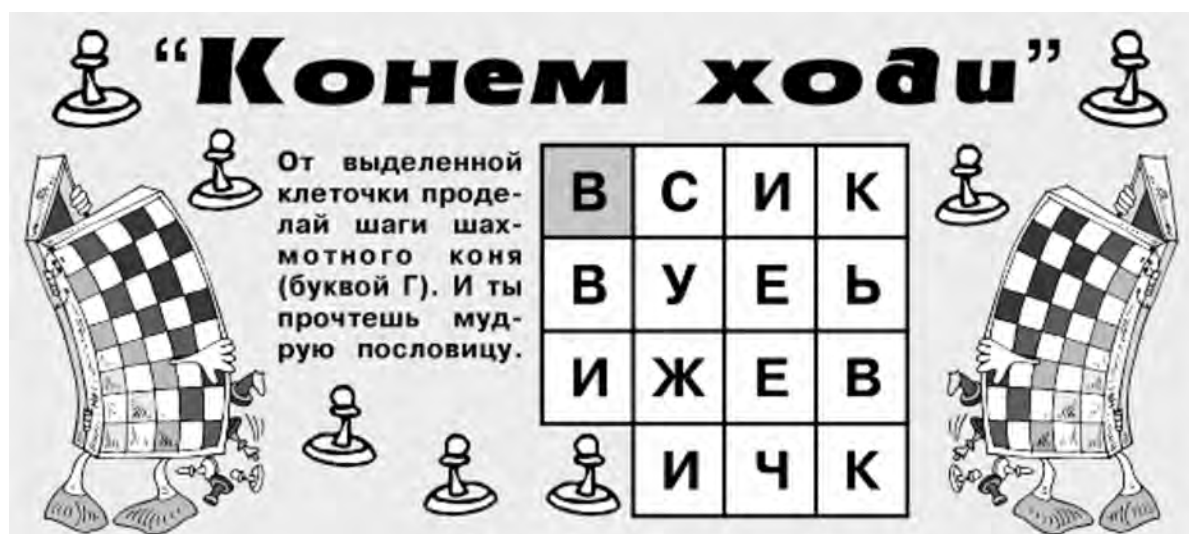 “Конем ходи”
От выделенной
клеточки проде-
лай шаги шах-
мотного коня
(буквой Г). И ты
прочтешь муд-
рую пословицу.
В С И К
В У Е Ь
И Ж Е В
И Ч К